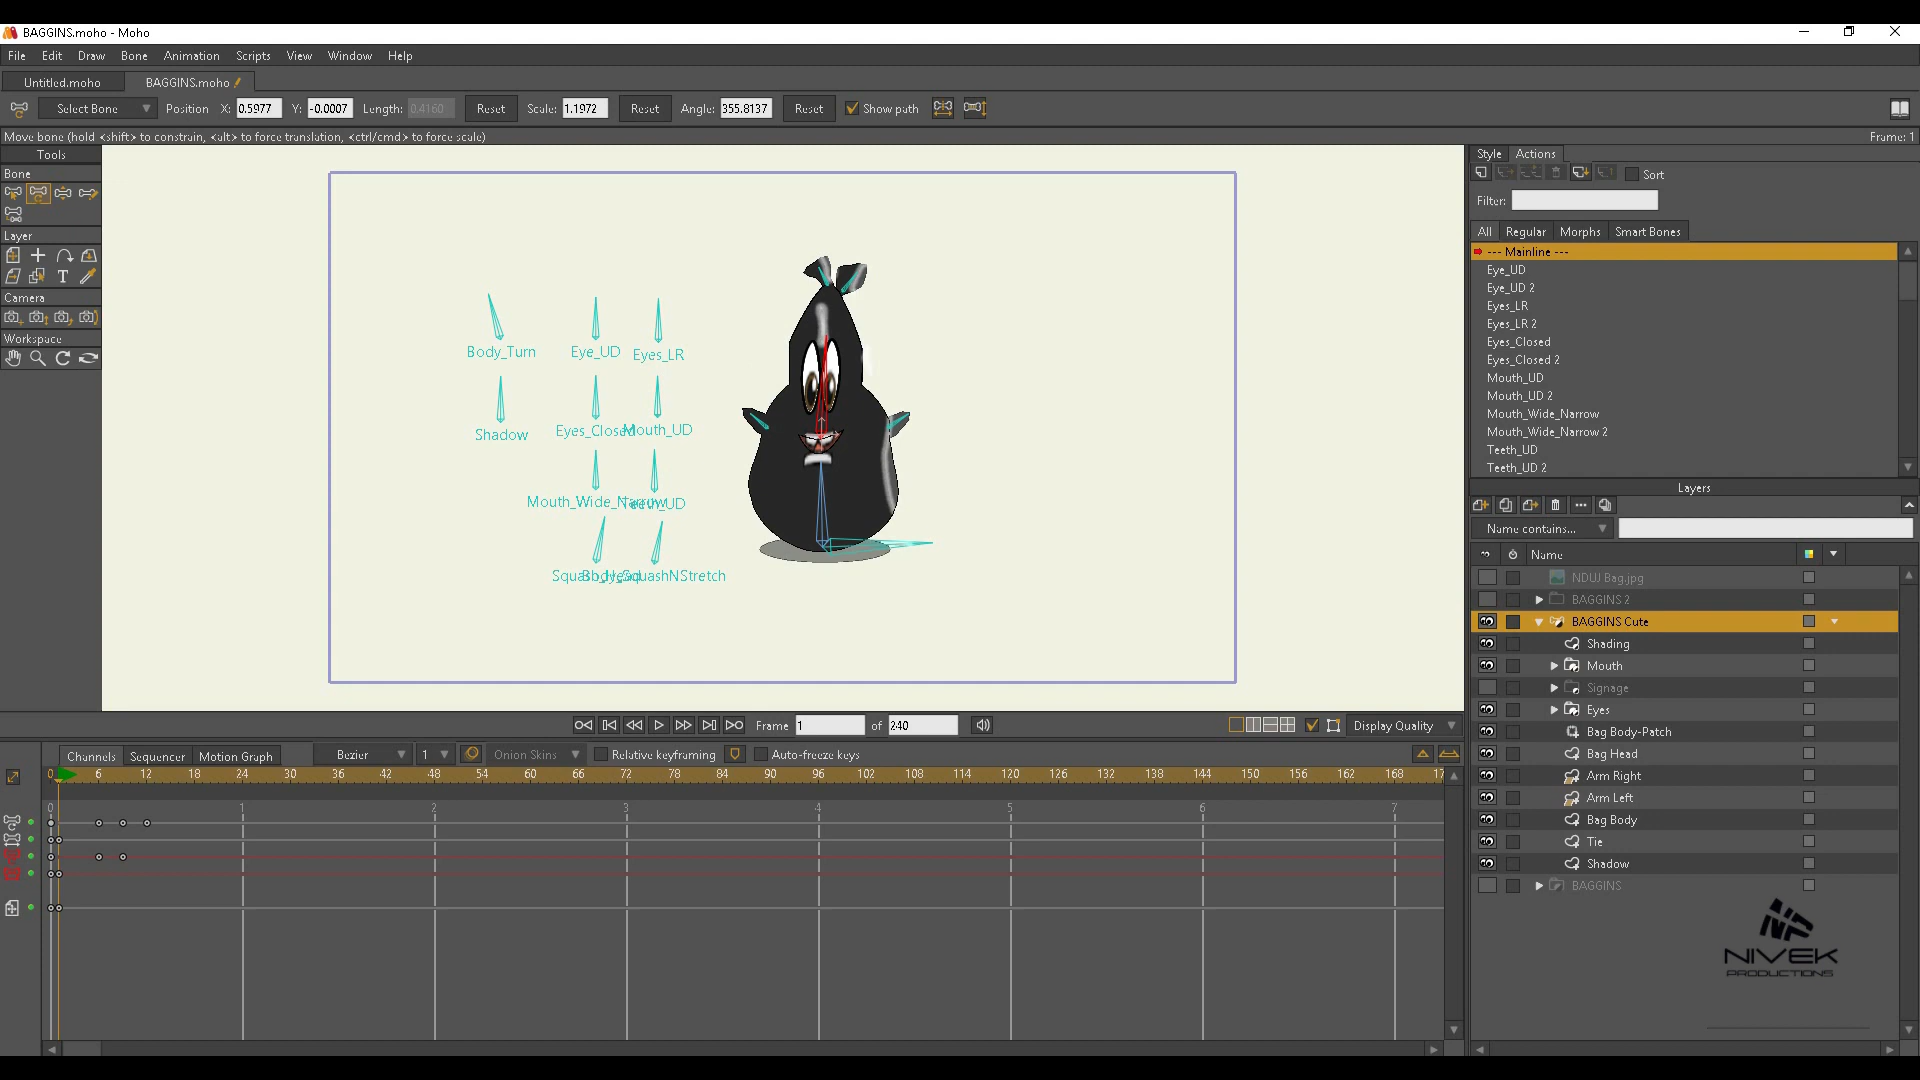 BAGGINS.moho - Moho
File Edit Draw Bone Animation Scripts View Window Help
Untitled.moho BAGGINS.moho
Select Bone Position X: 0.5977 Y: -0.0007 Length: 0.4160 Reset Scale: 1.1972 Reset Angle: 355.8137 Reset Show path
Move bone (hold <shift> to constrain, <alt> to force translation, <ctrl/cmd> to force scale) Frame: 1
Tools
Bone
Layer
Camera
Workspace
Body_Turn Eye_UD Eyes_LR
Shadow Eyes_Closed Mouth_UD
Mouth_Wide_Narrow Teeth_UD
Squash_Head Body_SquashNStretch
Style Actions
Sort
Filter:
All Regular Morphs Smart Bones
--- Mainline ---
Eye_UD
Eye_UD 2
Eyes_LR
Eyes_LR 2
Eyes_Closed
Eyes_Closed 2
Mouth_UD
Mouth_UD 2
Mouth_Wide_Narrow
Mouth_Wide_Narrow 2
Teeth_UD
Teeth_UD 2
Layers
Name contains...
Name
NDUJ Bag.jpg
BAGGINS 2
BAGGINS Cute
Shading
Mouth
Signage
Eyes
Bag Body-Patch
Bag Head
Arm Right
Arm Left
Bag Body
Tie
Shadow
BAGGINS
NIVEK
PRODUCTIONS
Frame 1 of 240 Display Quality
Channels Sequencer Motion Graph Bezier 1 Onion Skins Relative keyframing Auto-freeze keys
0 6 12 18 24 30 36 42 48 54 60 66 72 78 84 90 96 102 108 114 120 126 132 138 144 150 156 162 168 17
0 1 2 3 4 5 6 7